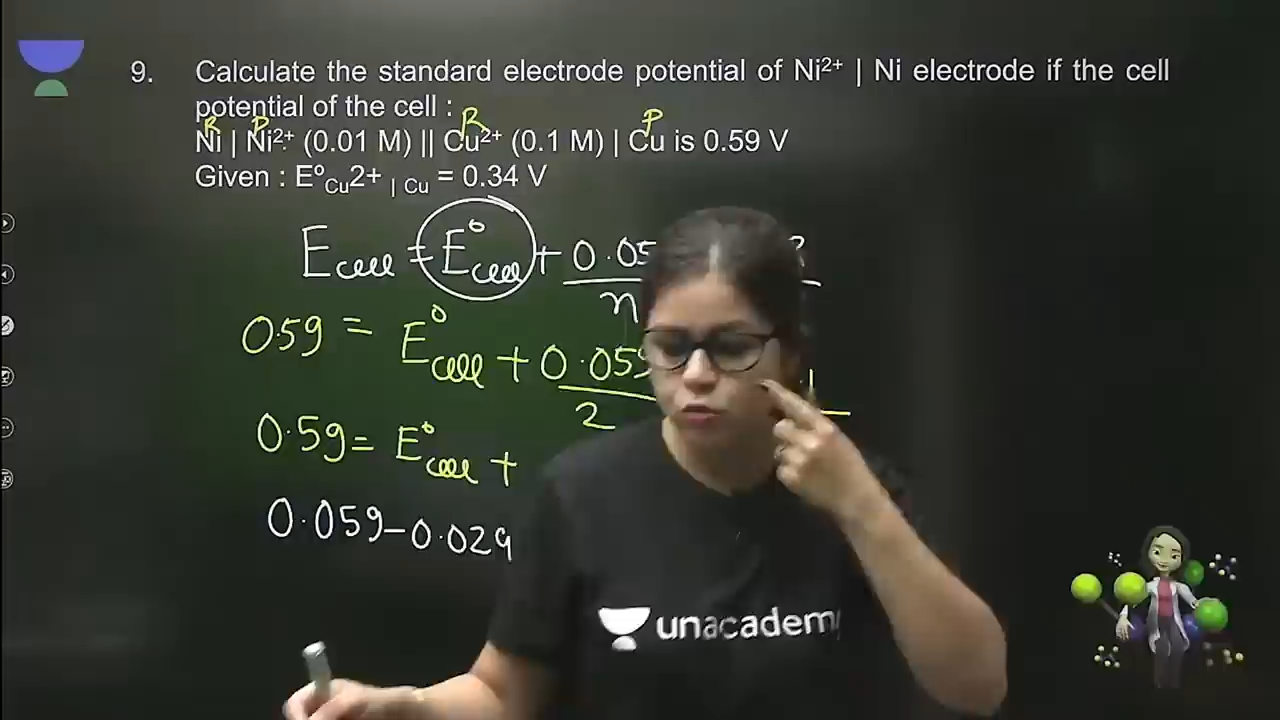 9. Calculate the standard electrode potential of Ni²⁺ | Ni electrode if the cell
potential of the cell :
R P R P
Ni | Ni²⁺ (0.01 M) || Cu²⁺ (0.1 M) | Cu is 0.59 V
Given : E°Cu2+ | Cu = 0.34 V
Ecell = E°cell + 0.05
n
0.59 = E°cell + 0.059
2
0.59 = E°cell +
0.059 - 0.029
unacadem